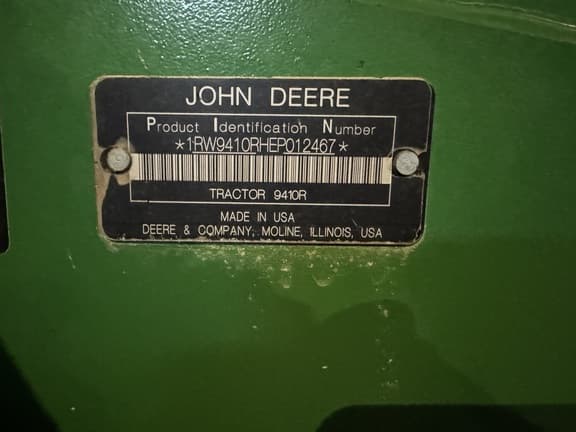 JOHN DEERE
Product Identification Number
*1RW9410RHEP012467*
TRACTOR 9410R
MADE IN USA
DEERE & COMPANY, MOLINE, ILLINOIS, USA